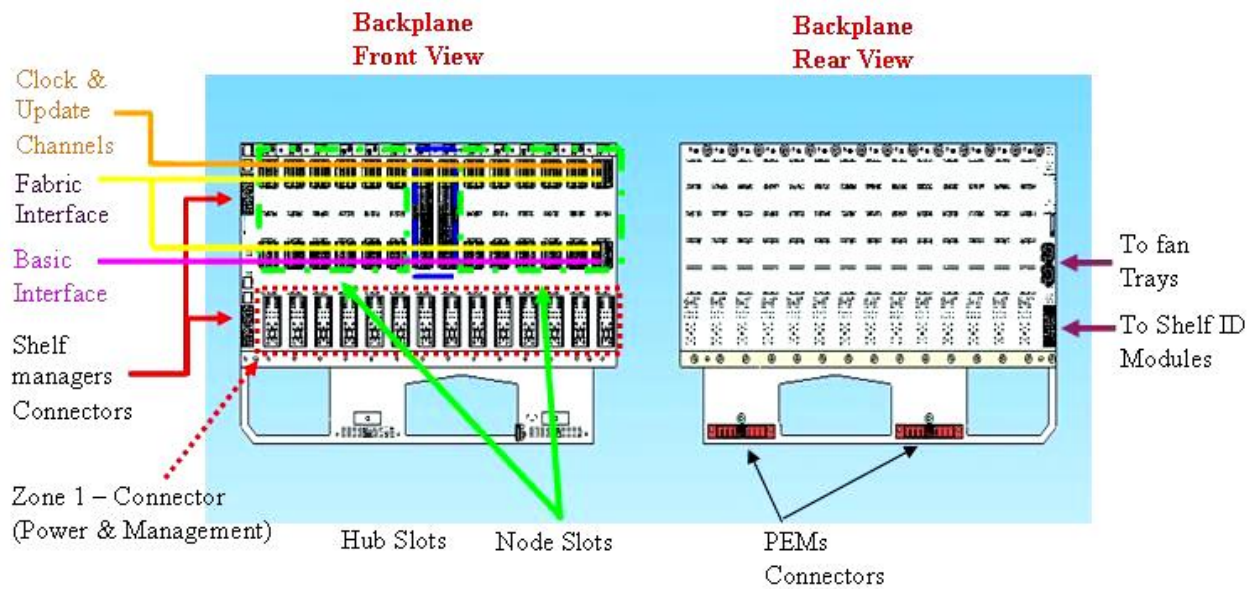 Backplane
Front View
Backplane
Rear View
Clock &
Update
Channels
Fabric
Interface
Basic
Interface
Shelf
managers
Connectors
Zone 1 – Connector
(Power & Management)
Hub Slots
Node Slots
To fan
Trays
To Shelf ID
Modules
PEMs
Connectors